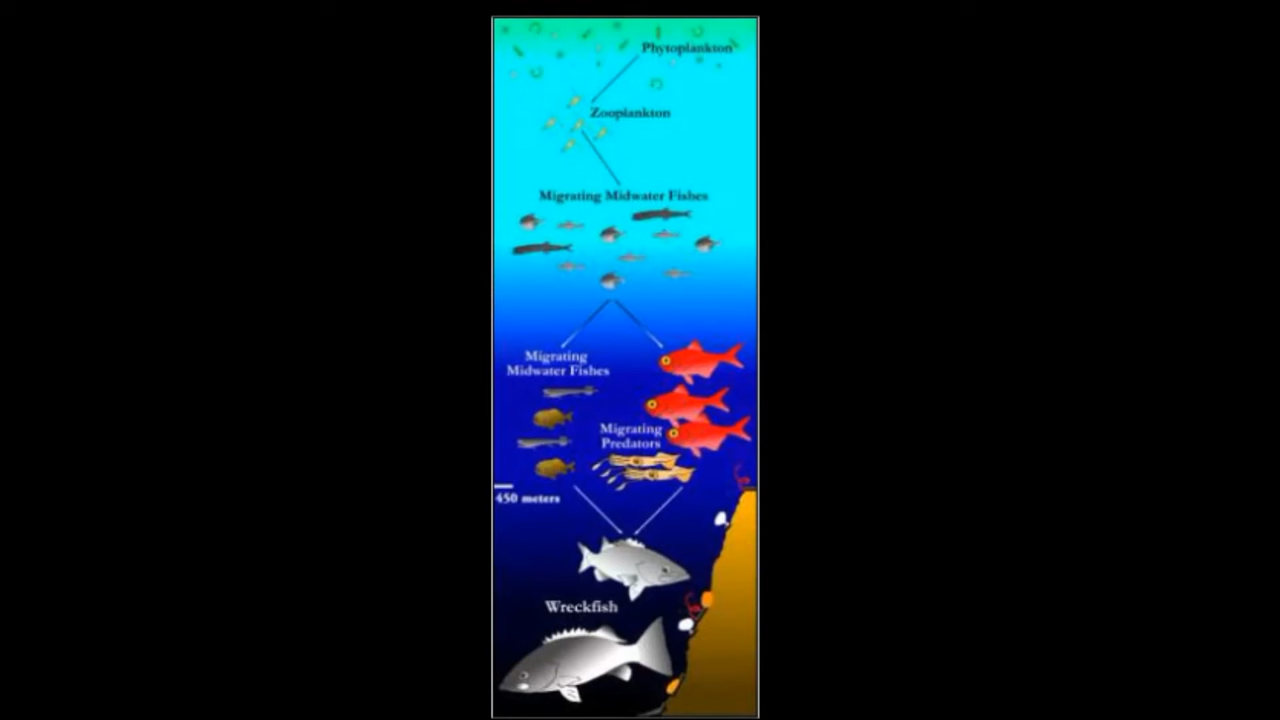 Phytoplankton
Zooplankton
Migrating Midwater Fishes
Migrating
Midwater Fishes
Migrating
Predators
450 meters
Wreckfish